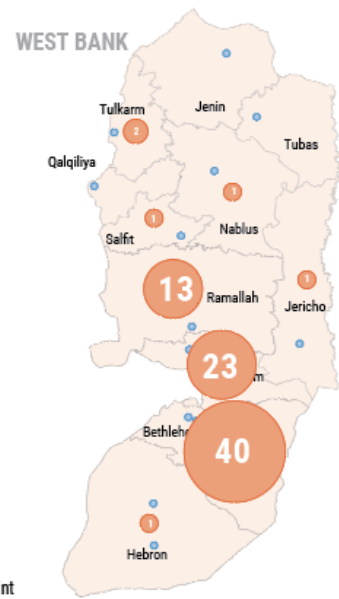 WEST BANK
Jenin
Tulkarm
2
Tubas
Qalqiliya
1
Nablus
1
Salfit
13
Ramallah
1
Jericho
23
m
Bethlehe
40
1
Hebron
nt